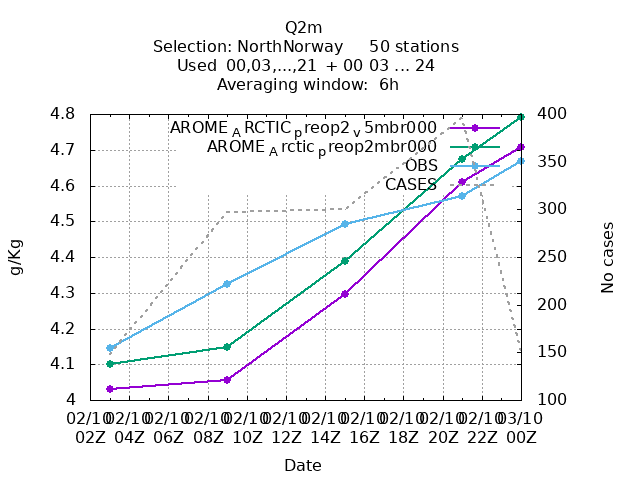 Q2m
Selection: NorthNorway 50 stations
Used 00,03,...,21 + 00 03 ... 24
Averaging window: 6h
AROME_ARCTIC_preop2_v5mbr000
AROME_Arctic_preop2mbr000
OBS
CASES
4.8
4.7
4.6
4.5
4.4
4.3
4.2
4.1
4
g/Kg
400
350
300
250
200
150
100
No cases
02/10 02/10 02/10 02/10 02/10 02/10 02/10 02/10 02/10 02/10 02/10 03/10
02Z 04Z 06Z 08Z 10Z 12Z 14Z 16Z 18Z 20Z 22Z 00Z
Date